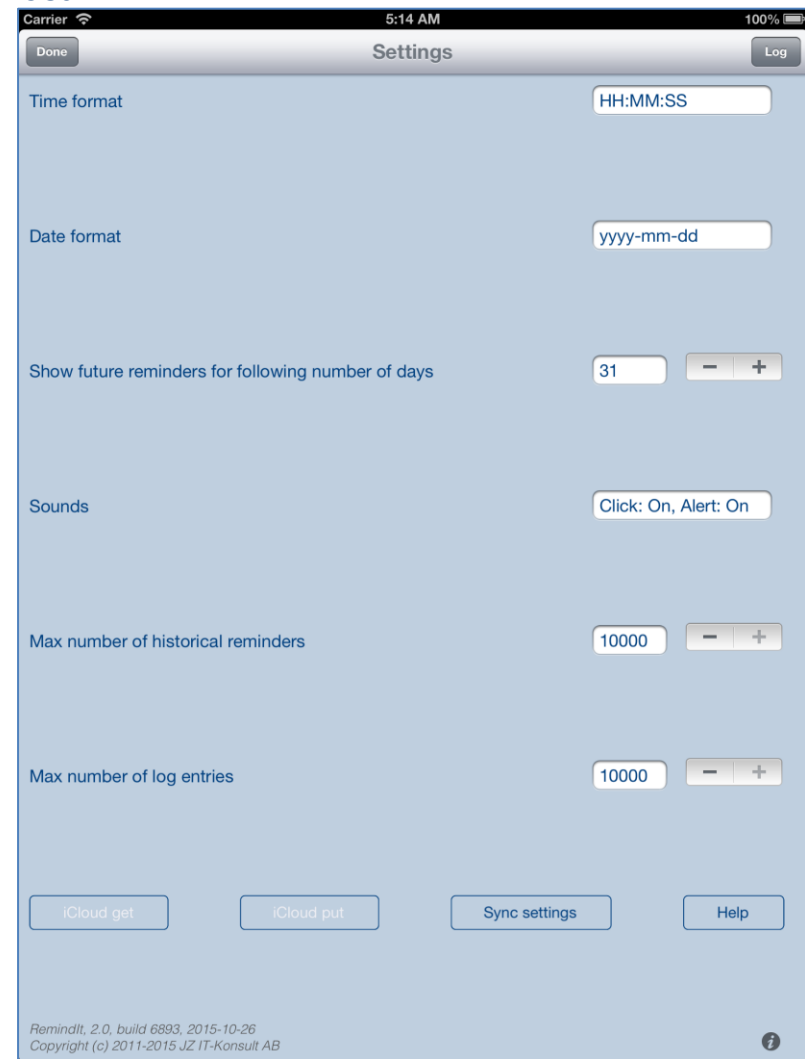 Carrier 5:14 AM 100%
Done Settings Log
Time format HH:MM:SS
Date format yyyy-mm-dd
Show future reminders for following number of days 31 − +
Sounds Click: On, Alert: On
Max number of historical reminders 10000 − +
Max number of log entries 10000 − +
iCloud get iCloud put Sync settings Help
RemindIt, 2.0, build 6893, 2015-10-26
Copyright (c) 2011-2015 JZ IT-Konsult AB